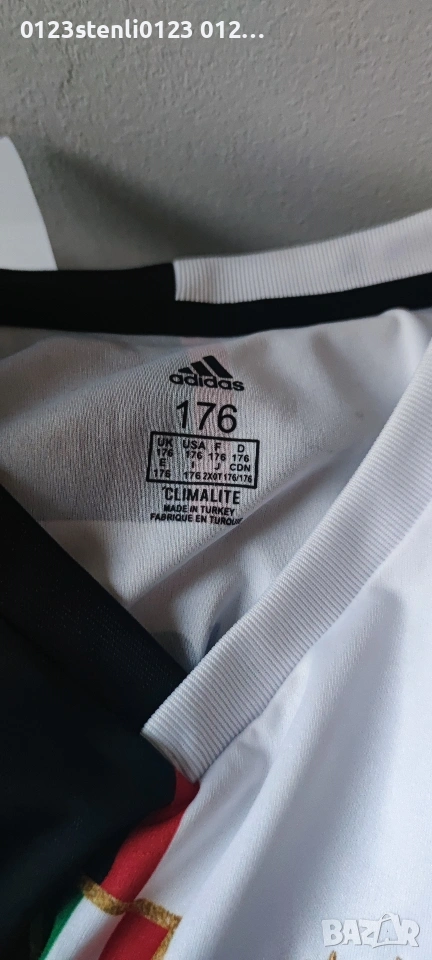 0123stenli0123 012...
adidas
176
UK USA F D
176 176 176 176
E I J CDN
176 176 2XOT 176/176
CLIMALITE
MADE IN TURKEY
FABRIQUE EN TURQUIE
BAZAR